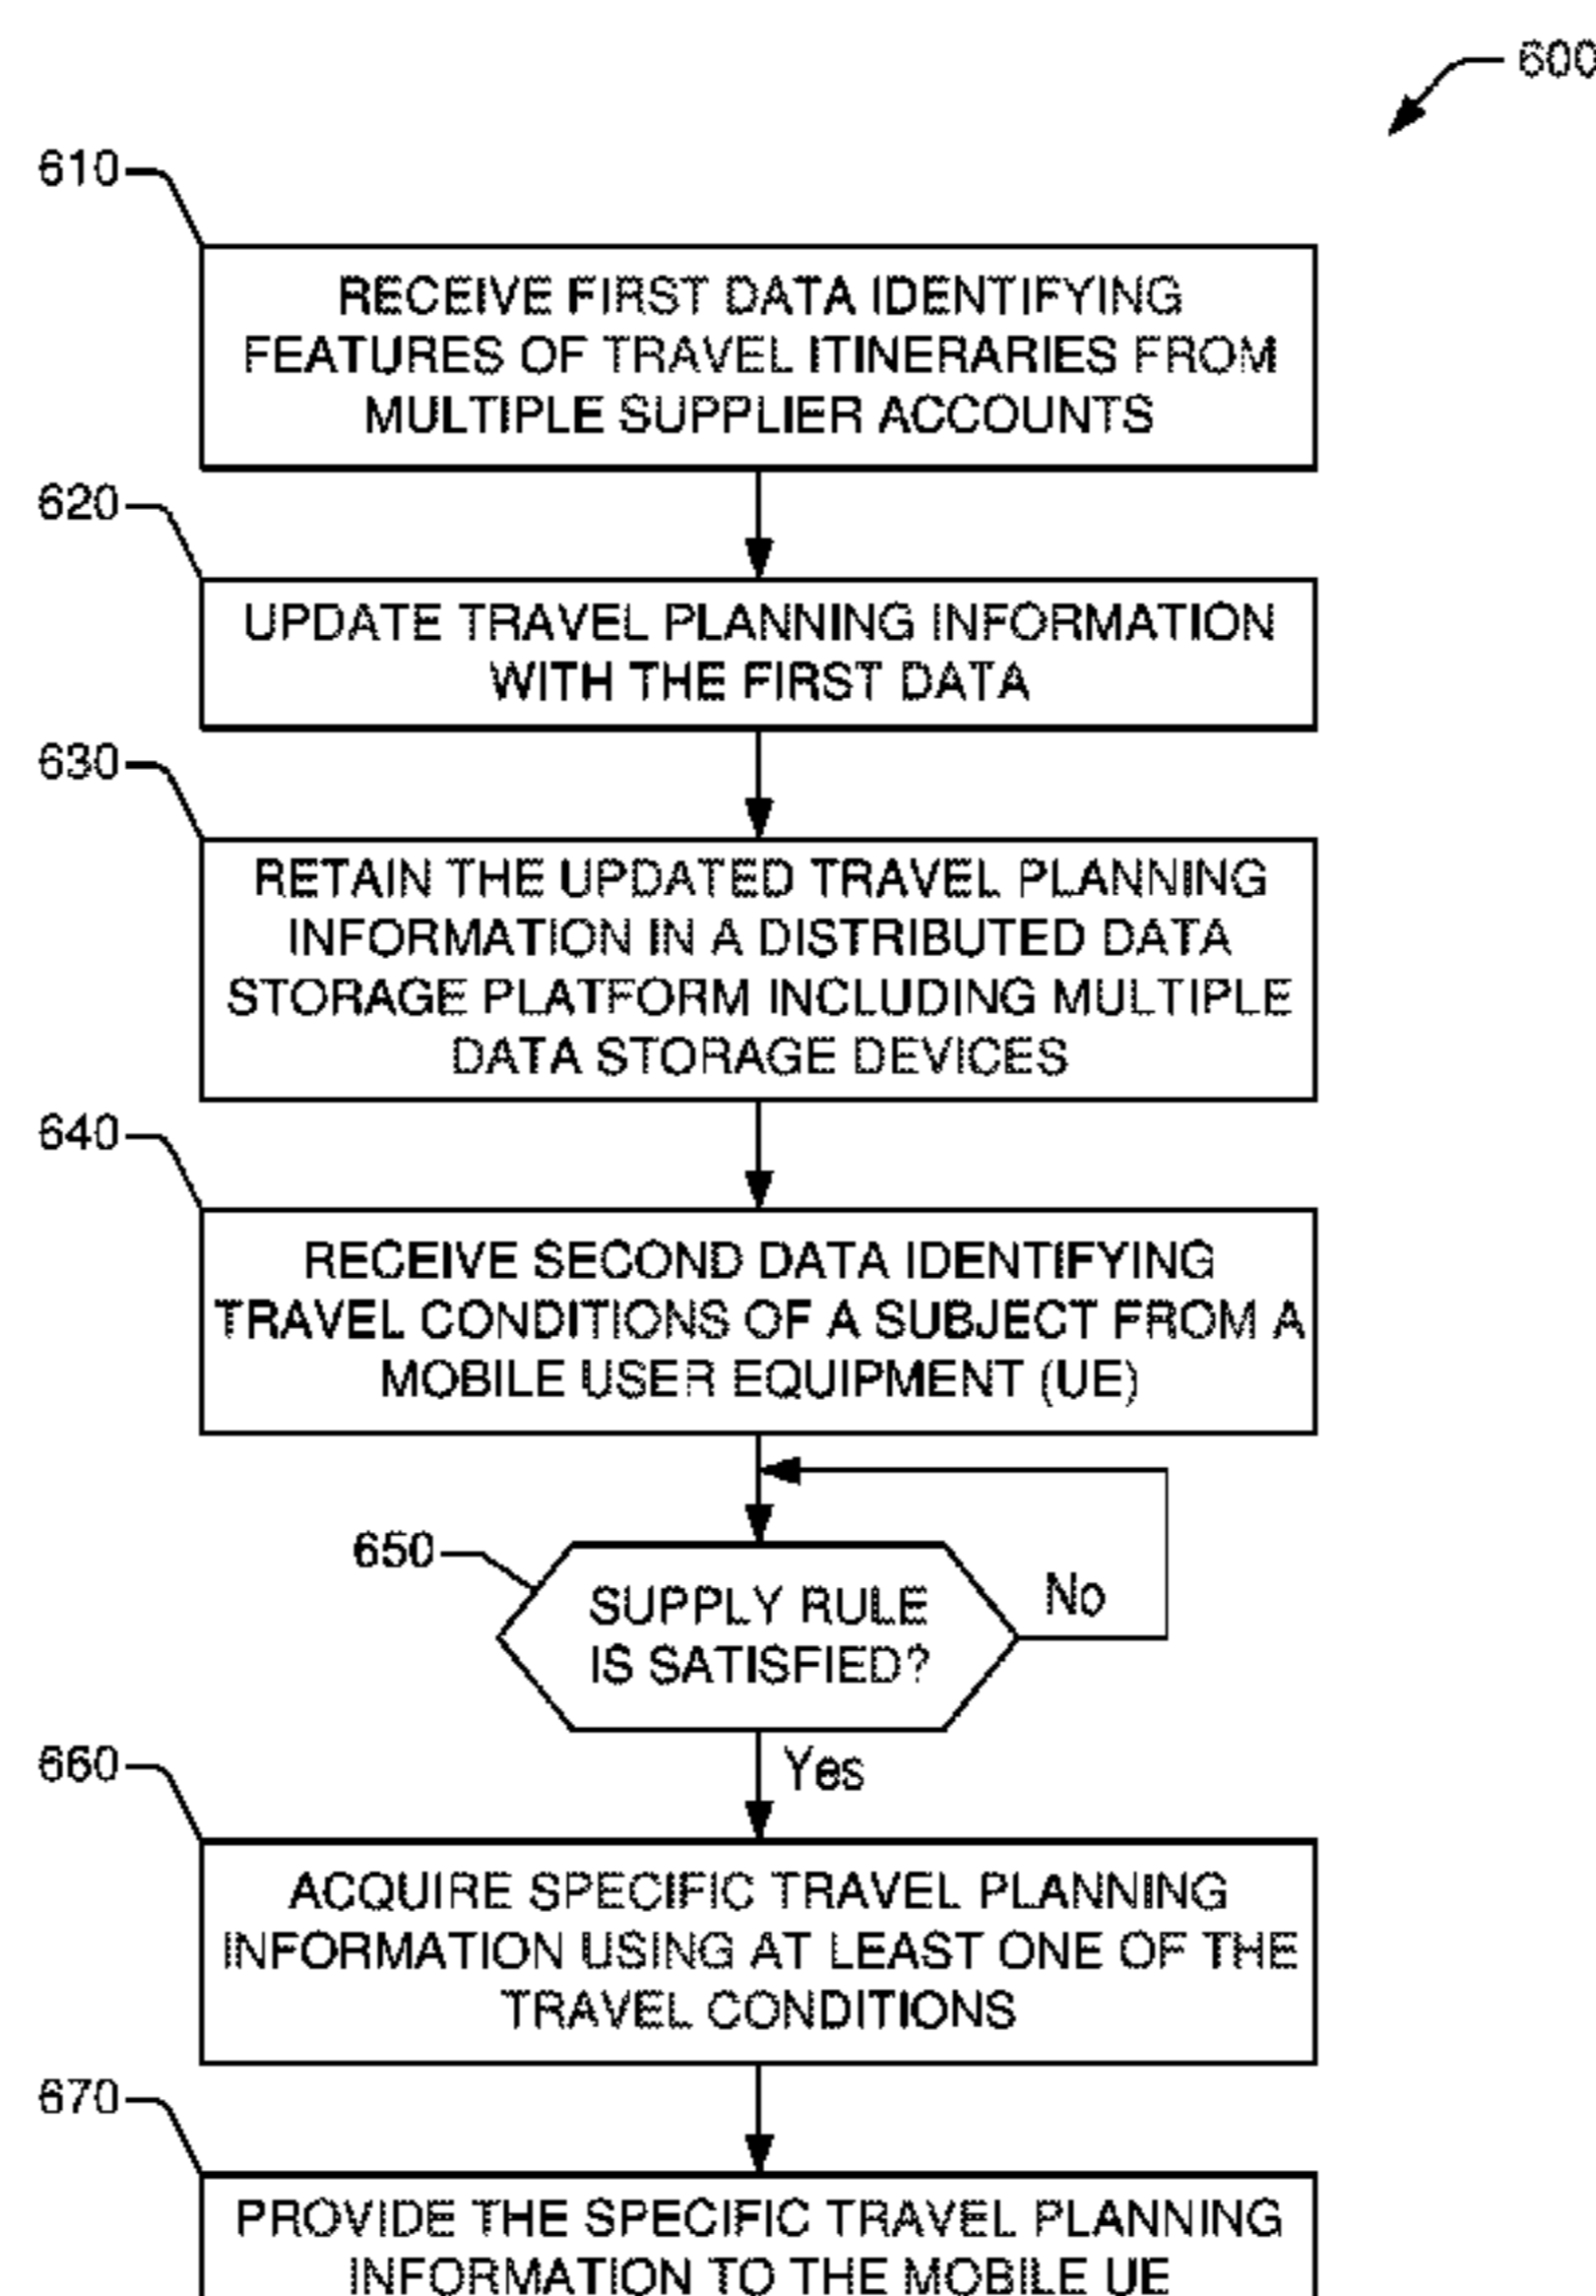 600
610
RECEIVE FIRST DATA IDENTIFYING
FEATURES OF TRAVEL ITINERARIES FROM
MULTIPLE SUPPLIER ACCOUNTS
620
UPDATE TRAVEL PLANNING INFORMATION
WITH THE FIRST DATA
630
RETAIN THE UPDATED TRAVEL PLANNING
INFORMATION IN A DISTRIBUTED DATA
STORAGE PLATFORM INCLUDING MULTIPLE
DATA STORAGE DEVICES
640
RECEIVE SECOND DATA IDENTIFYING
TRAVEL CONDITIONS OF A SUBJECT FROM A
MOBILE USER EQUIPMENT (UE)
650
SUPPLY RULE
IS SATISFIED?
No
Yes
660
ACQUIRE SPECIFIC TRAVEL PLANNING
INFORMATION USING AT LEAST ONE OF THE
TRAVEL CONDITIONS
670
PROVIDE THE SPECIFIC TRAVEL PLANNING
INFORMATION TO THE MOBILE UE